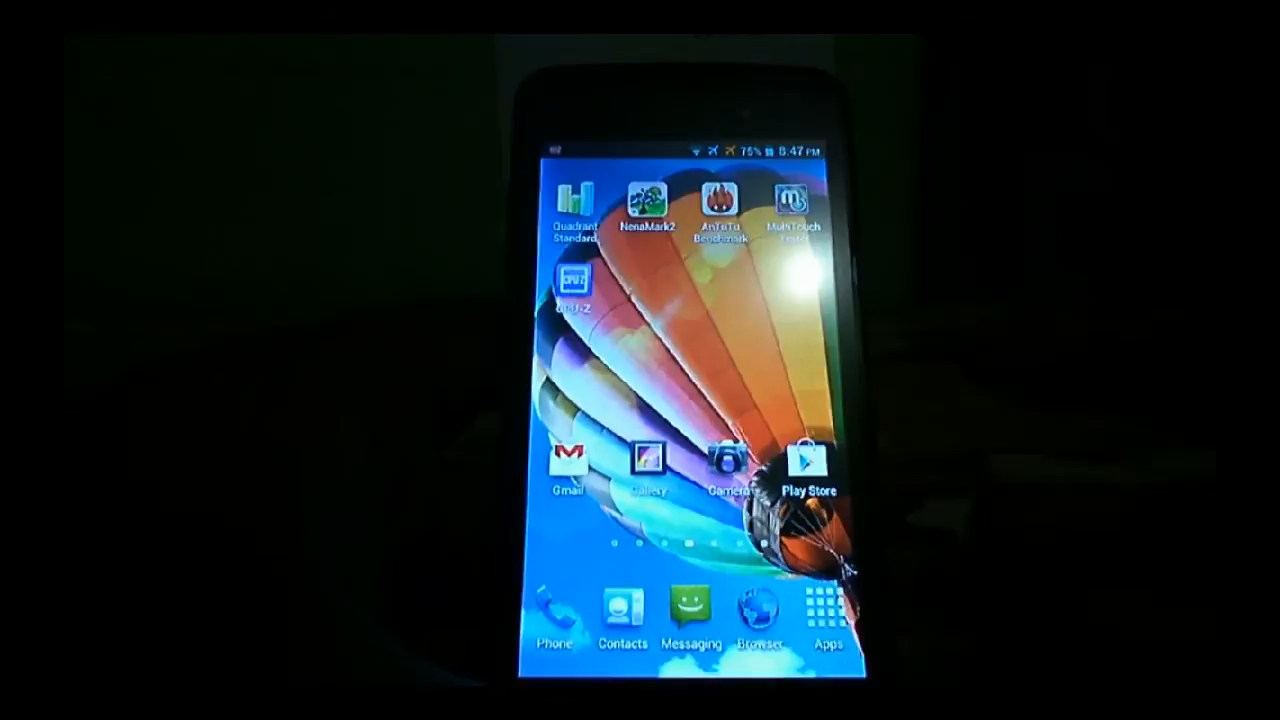 75% 8:47 PM
Quadrant NenaMark2 AnTuTu MultiTouch
Standard Benchmark
CPU-Z
Gmail Gallery Camera Play Store
Phone Contacts Messaging Browser Apps